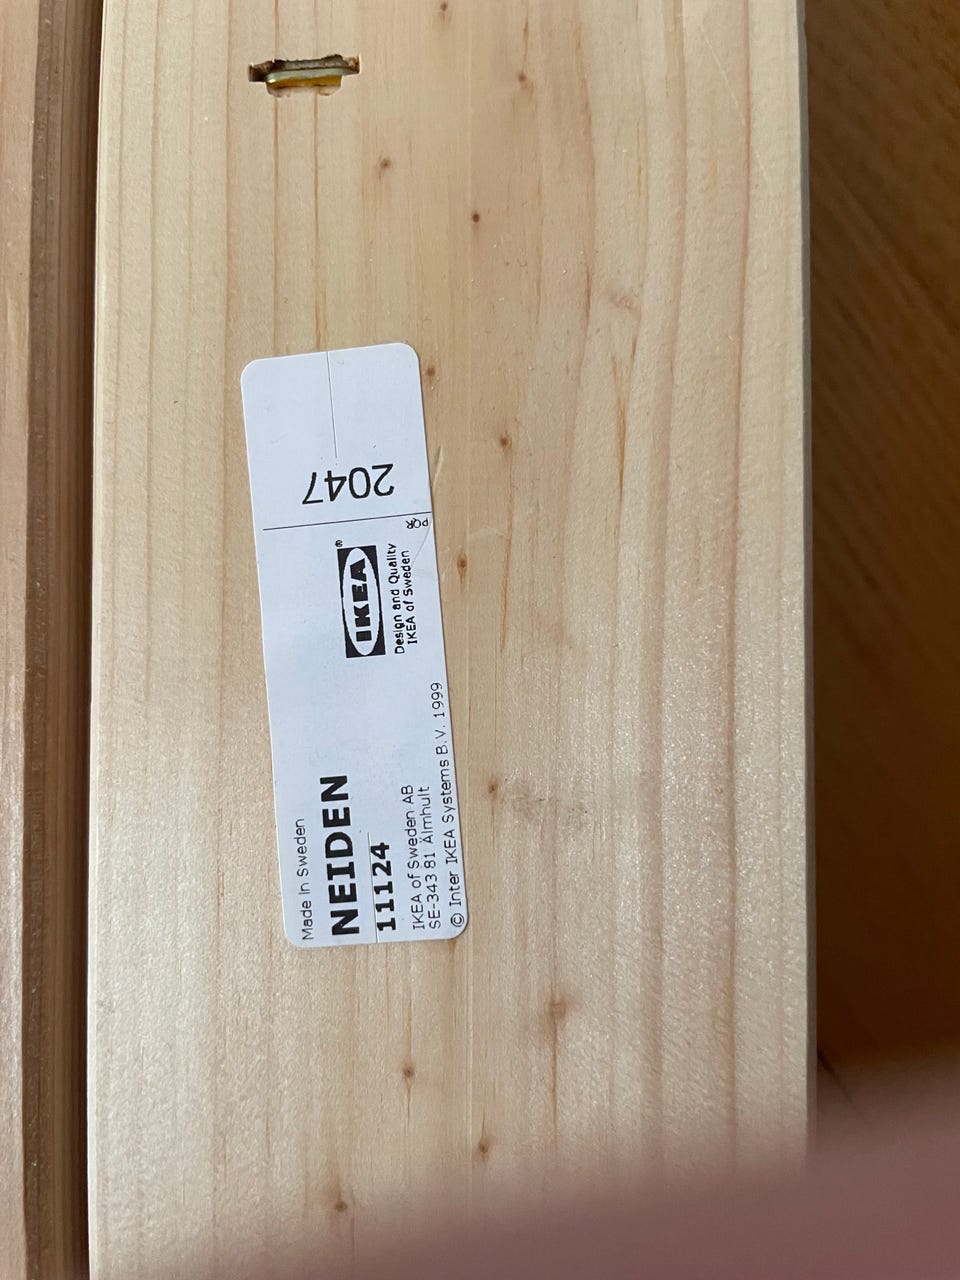 Made in Sweden
NEIDEN
11124
IKEA of Sweden AB
SE-343 81 Älmhult
© Inter IKEA Systems B.V. 1999
IKEA®
Design and Quality
IKEA of Sweden
PQR
2047